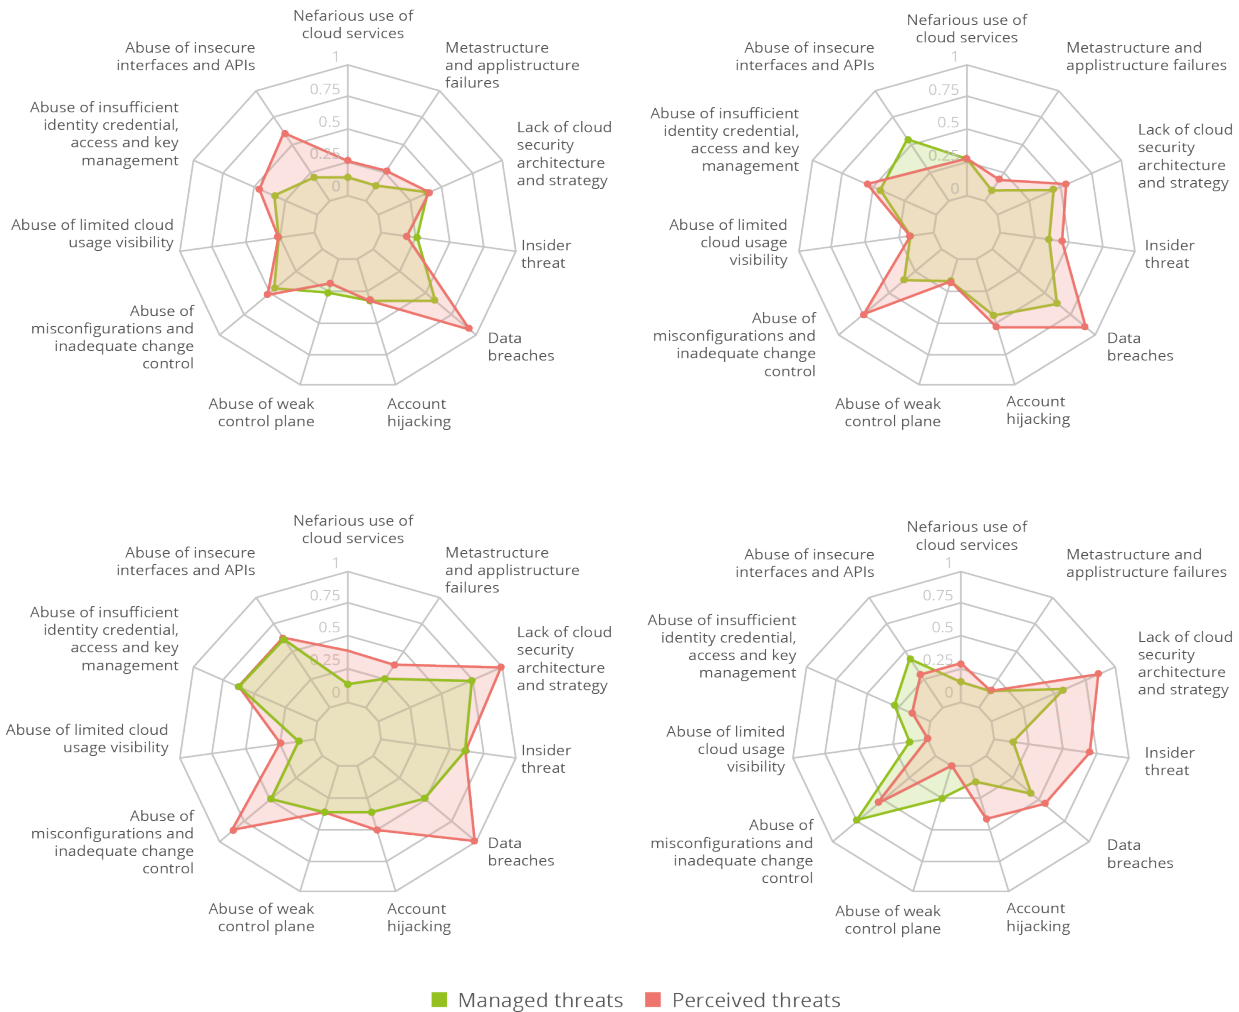 Nefarious use of
cloud services
Metastructure
and applistructure
failures
Lack of cloud
security
architecture
and strategy
Insider
threat
Data
breaches
Account
hijacking
Abuse of weak
control plane
Abuse of
misconfigurations and
inadequate change
control
Abuse of limited cloud
usage visibility
Abuse of insufficient
identity credential,
access and key
management
Abuse of insecure
interfaces and APIs
1
0.75
0.5
0.25
0
Nefarious use of
cloud services
Metastructure and
applistructure failures
Lack of cloud
security
architecture
and strategy
Insider
threat
Data
breaches
Account
hijacking
Abuse of weak
control plane
Abuse of
misconfigurations and
inadequate change
control
Abuse of limited
cloud usage
visibility
Abuse of insufficient
identity credential,
access and key
management
Abuse of insecure
interfaces and APIs
1
0.75
0.5
0.25
0
Nefarious use of
cloud services
Metastructure
and applistructure
failures
Lack of cloud
security
architecture
and strategy
Insider
threat
Data
breaches
Account
hijacking
Abuse of weak
control plane
Abuse of
misconfigurations and
inadequate change
control
Abuse of limited cloud
usage visibility
Abuse of insufficient
identity credential,
access and key
management
Abuse of insecure
interfaces and APIs
1
0.75
0.5
0.25
0
Nefarious use of
cloud services
Metastructure and
applistructure failures
Lack of cloud
security
architecture
and strategy
Insider
threat
Data
breaches
Account
hijacking
Abuse of weak
control plane
Abuse of
misconfigurations and
inadequate change
control
Abuse of limited
cloud usage
visibility
Abuse of insufficient
identity credential,
access and key
management
Abuse of insecure
interfaces and APIs
1
0.75
0.5
0.25
0
Managed threats
Perceived threats